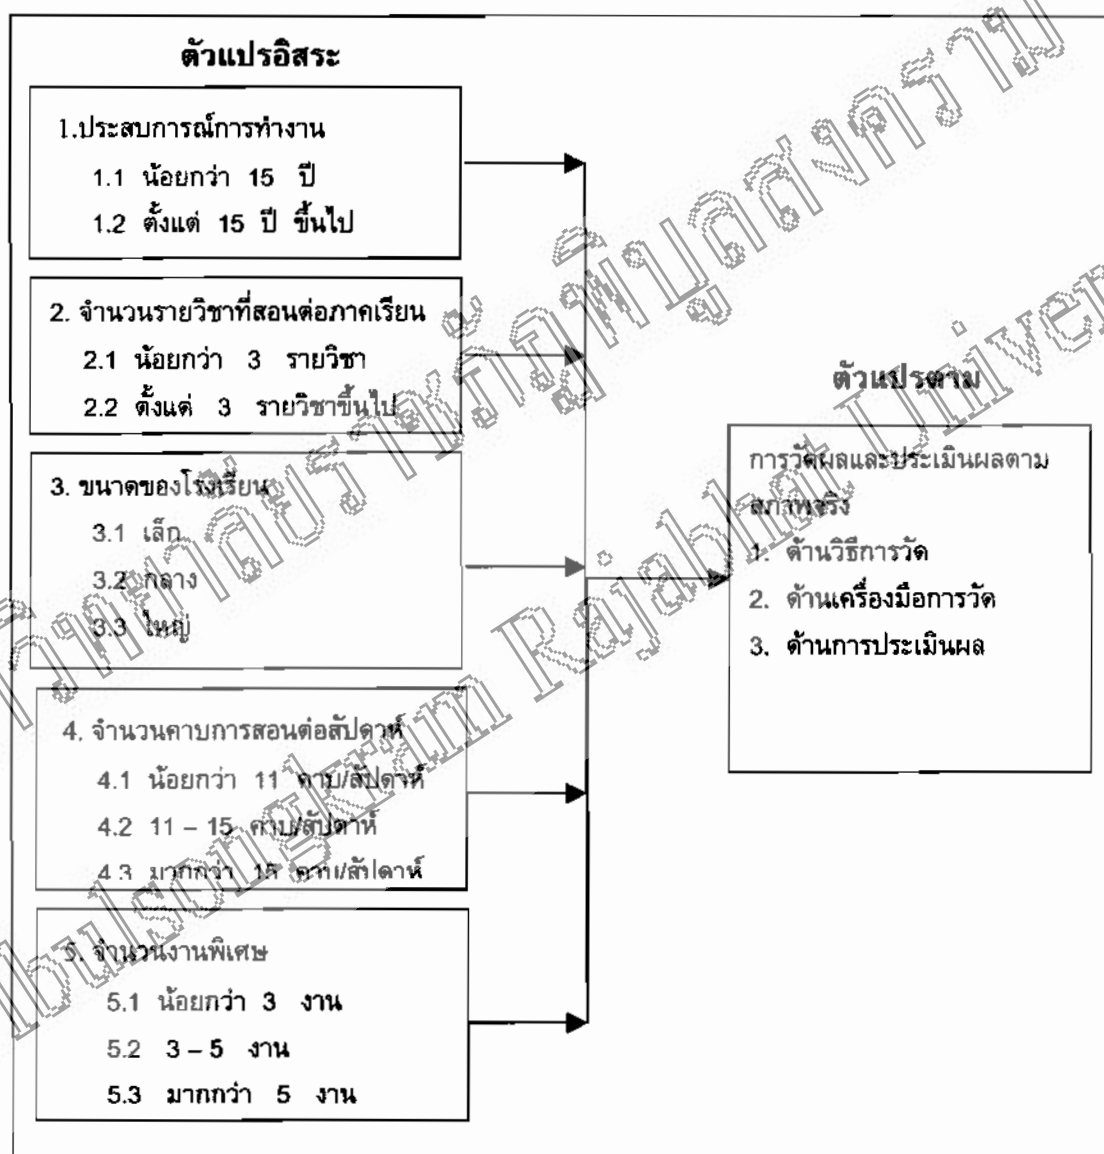 ตัวแปรอิสระ
1.ประสบการณ์การทำงาน
1.1 น้อยกว่า 15 ปี
1.2 ตั้งแต่ 15 ปี ขึ้นไป
2. จำนวนรายวิชาที่สอนต่อภาคเรียน
2.1 น้อยกว่า 3 รายวิชา
2.2 ตั้งแต่ 3 รายวิชาขึ้นไป
3. ขนาดของโรงเรียน
3.1 เล็ก
3.2 กลาง
3.3 ใหญ่
4. จำนวนคาบการสอนต่อสัปดาห์
4.1 น้อยกว่า 11 คาบ/สัปดาห์
4.2 11 – 15 คาบ/สัปดาห์
4.3 มากกว่า 15 คาบ/สัปดาห์
5. จำนวนงานพิเศษ
5.1 น้อยกว่า 3 งาน
5.2 3 – 5 งาน
5.3 มากกว่า 5 งาน
ตัวแปรตาม
การวัดผลและประเมินผลตาม
สภาพจริง
1. ด้านวิธีการวัด
2. ด้านเครื่องมือการวัด
3. ด้านการประเมินผล
Rajabhat